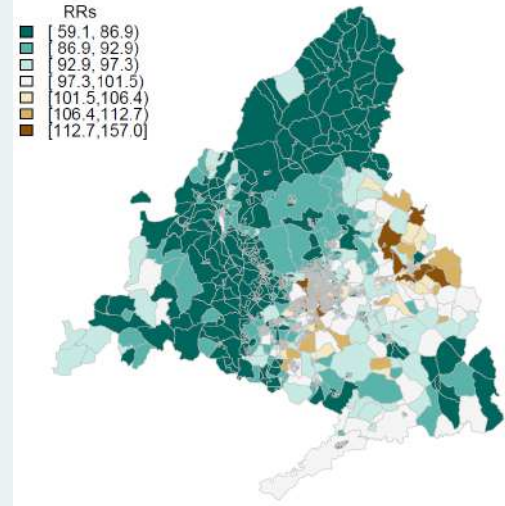 RRs
[ 59.1, 86.9)
[ 86.9, 92.9)
[ 92.9, 97.3)
[ 97.3,101.5)
[101.5,106.4)
[106.4,112.7)
[112.7,157.0]